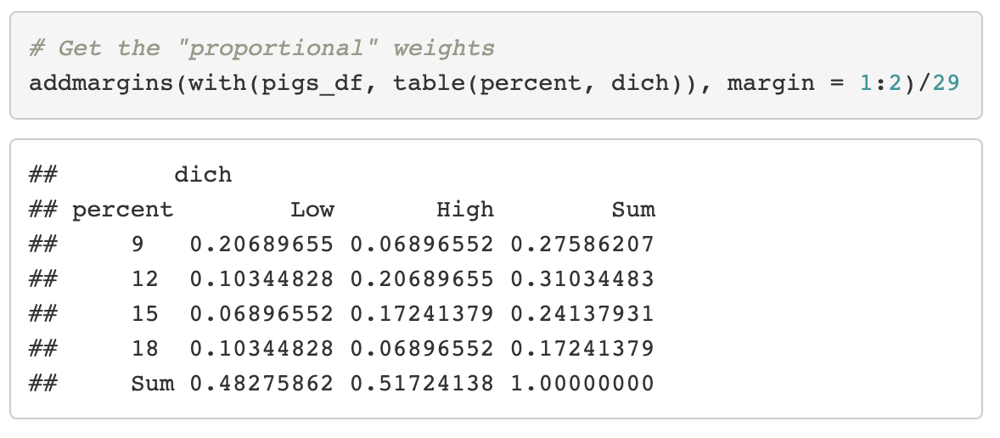 # Get the "proportional" weights
addmargins(with(pigs_df, table(percent, dich)), margin = 1:2)/29
##        dich
## percent        Low       High        Sum
##     9   0.20689655 0.06896552 0.27586207
##     12  0.10344828 0.20689655 0.31034483
##     15  0.06896552 0.17241379 0.24137931
##     18  0.10344828 0.06896552 0.17241379
##     Sum 0.48275862 0.51724138 1.00000000